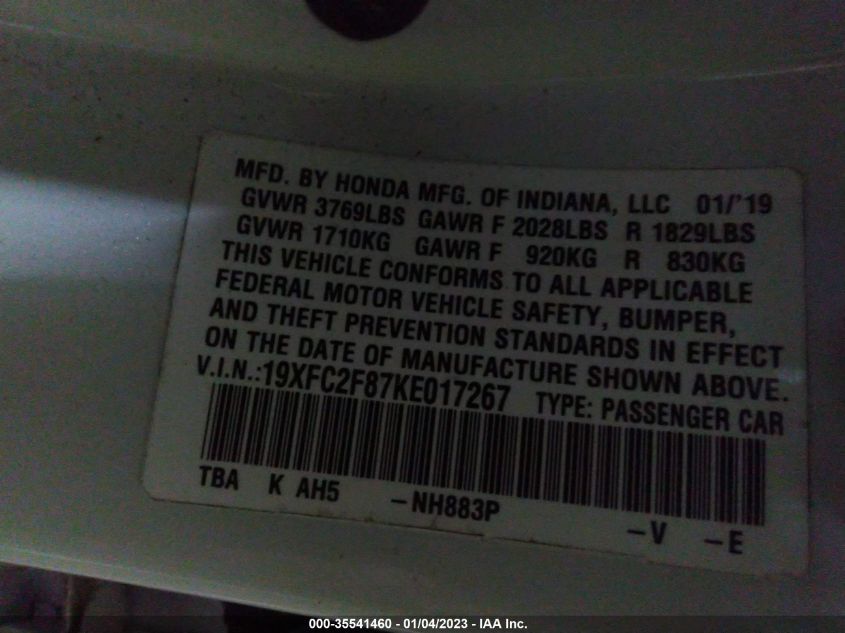 MFD. BY HONDA MFG. OF INDIANA, LLC 01/'19
GVWR 3769LBS GAWR F 2028LBS R 1829LBS
GVWR 1710KG GAWR F 920KG R 830KG
THIS VEHICLE CONFORMS TO ALL APPLICABLE
FEDERAL MOTOR VEHICLE SAFETY, BUMPER,
AND THEFT PREVENTION STANDARDS IN EFFECT
ON THE DATE OF MANUFACTURE SHOWN ABOVE.
V.I.N.:19XFC2F87KE017267 TYPE: PASSENGER CAR
TBA K AH5 -NH883P -V -E
000-35541460 - 01/04/2023 - IAA Inc.